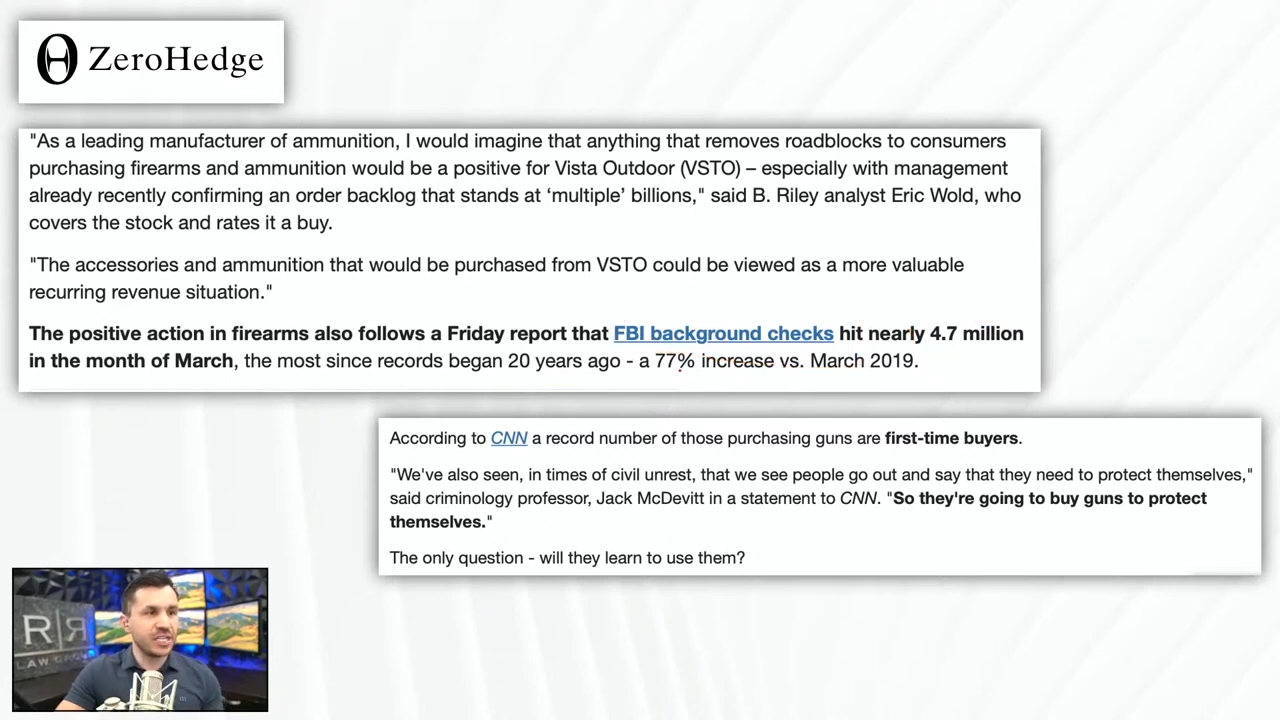 ZeroHedge
"As a leading manufacturer of ammunition, I would imagine that anything that removes roadblocks to consumers
purchasing firearms and ammunition would be a positive for Vista Outdoor (VSTO) – especially with management
already recently confirming an order backlog that stands at ‘multiple’ billions," said B. Riley analyst Eric Wold, who
covers the stock and rates it a buy.
"The accessories and ammunition that would be purchased from VSTO could be viewed as a more valuable
recurring revenue situation."
The positive action in firearms also follows a Friday report that FBI background checks hit nearly 4.7 million
in the month of March, the most since records began 20 years ago - a 77% increase vs. March 2019.
According to CNN a record number of those purchasing guns are first-time buyers.
"We've also seen, in times of civil unrest, that we see people go out and say that they need to protect themselves,"
said criminology professor, Jack McDevitt in a statement to CNN. "So they're going to buy guns to protect
themselves."
The only question - will they learn to use them?
R|R
LAW GROUP